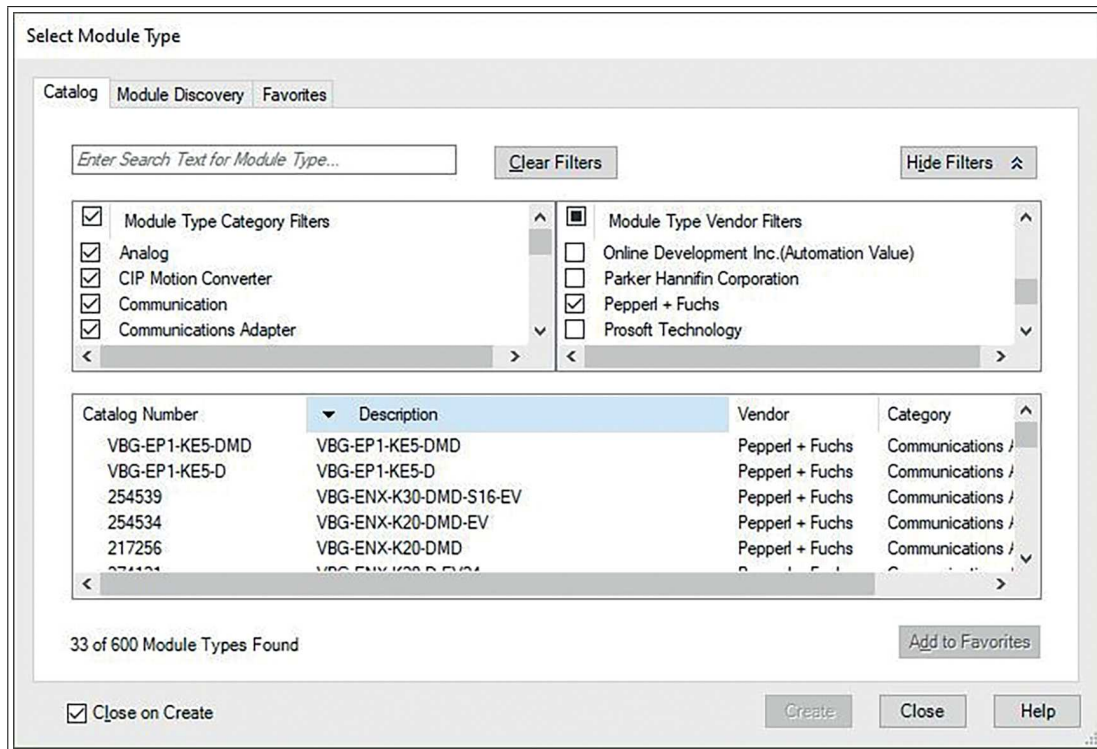 Select Module Type
Catalog Module Discovery Favorites
Enter Search Text for Module Type... Clear Filters Hide Filters
Module Type Category Filters
Analog
CIP Motion Converter
Communication
Communications Adapter
Module Type Vendor Filters
Online Development Inc.(Automation Value)
Parker Hannifin Corporation
Pepperl + Fuchs
Prosoft Technology
Catalog Number Description Vendor Category
VBG-EP1-KE5-DMD VBG-EP1-KE5-DMD Pepperl + Fuchs Communications
VBG-EP1-KE5-D VBG-EP1-KE5-D Pepperl + Fuchs Communications
254539 VBG-ENX-K30-DMD-S16-EV Pepperl + Fuchs Communications
254534 VBG-ENX-K20-DMD-EV Pepperl + Fuchs Communications
217256 VBG-ENX-K20-DMD Pepperl + Fuchs Communications
33 of 600 Module Types Found Add to Favorites
Close on Create Create Close Help